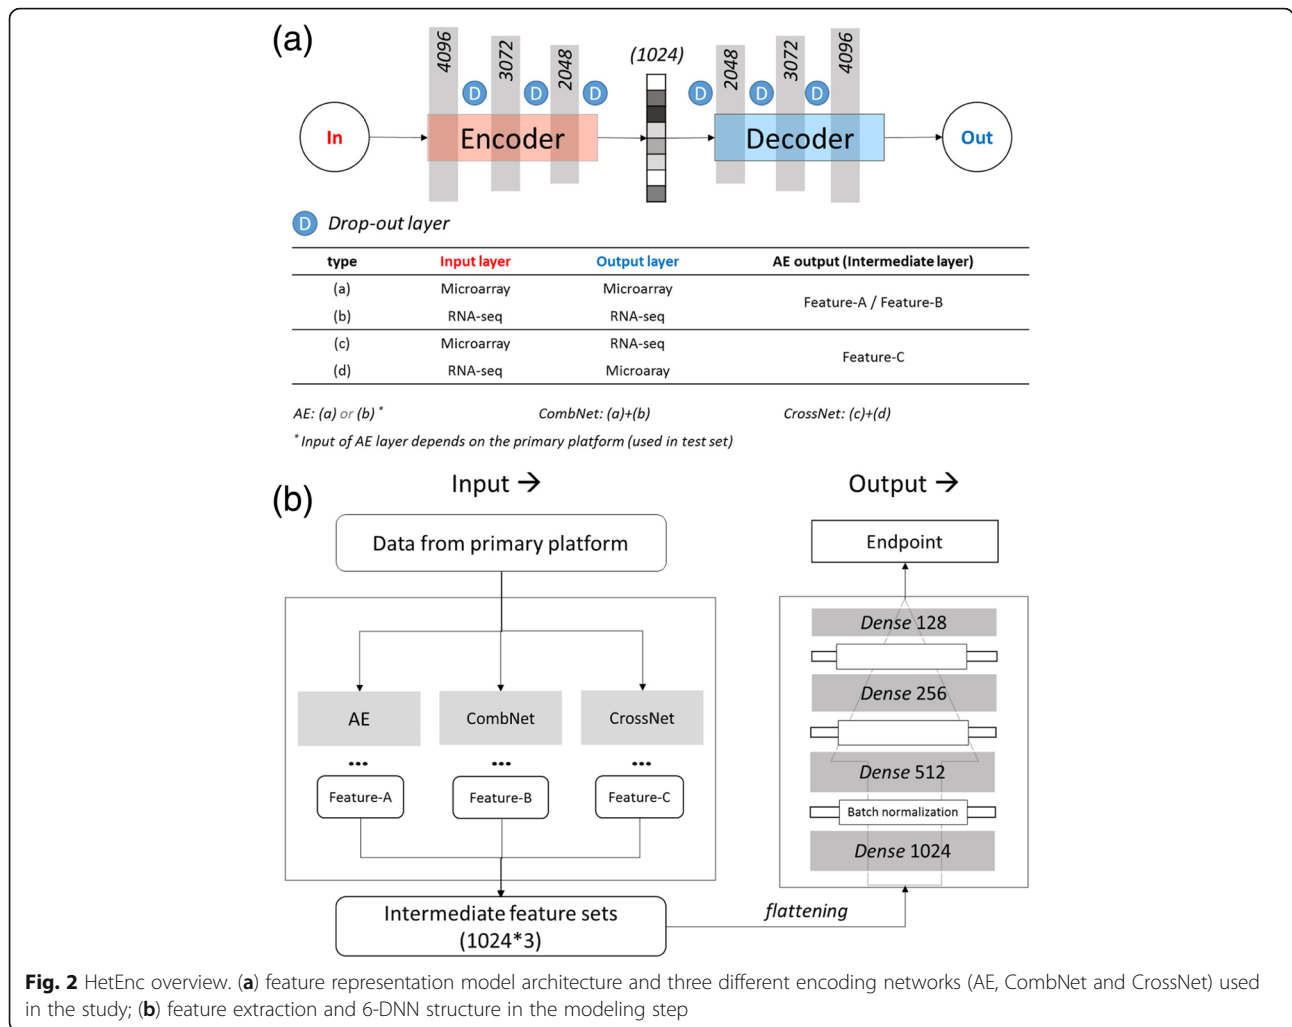 (a)
4096
3072
2048
(1024)
2048
3072
4096
D
D
D
D
D
D
In
Encoder
Decoder
Out
D Drop-out layer
type Input layer Output layer AE output (Intermediate layer)
(a) Microarray Microarray
Feature-A / Feature-B
(b) RNA-seq RNA-seq
(c) Microarray RNA-seq
Feature-C
(d) RNA-seq Microaray
AE: (a) or (b) * CombNet: (a)+(b) CrossNet: (c)+(d)
* Input of AE layer depends on the primary platform (used in test set)
(b)
Input →
Output →
Data from primary platform
Endpoint
AE
CombNet
CrossNet
...
...
...
Feature-A
Feature-B
Feature-C
Intermediate feature sets
(1024*3)
flattening
Dense 128
Dense 256
Dense 512
Batch normalization
Dense 1024
Fig. 2 HetEnc overview. (a) feature representation model architecture and three different encoding networks (AE, CombNet and CrossNet) used
in the study; (b) feature extraction and 6-DNN structure in the modeling step